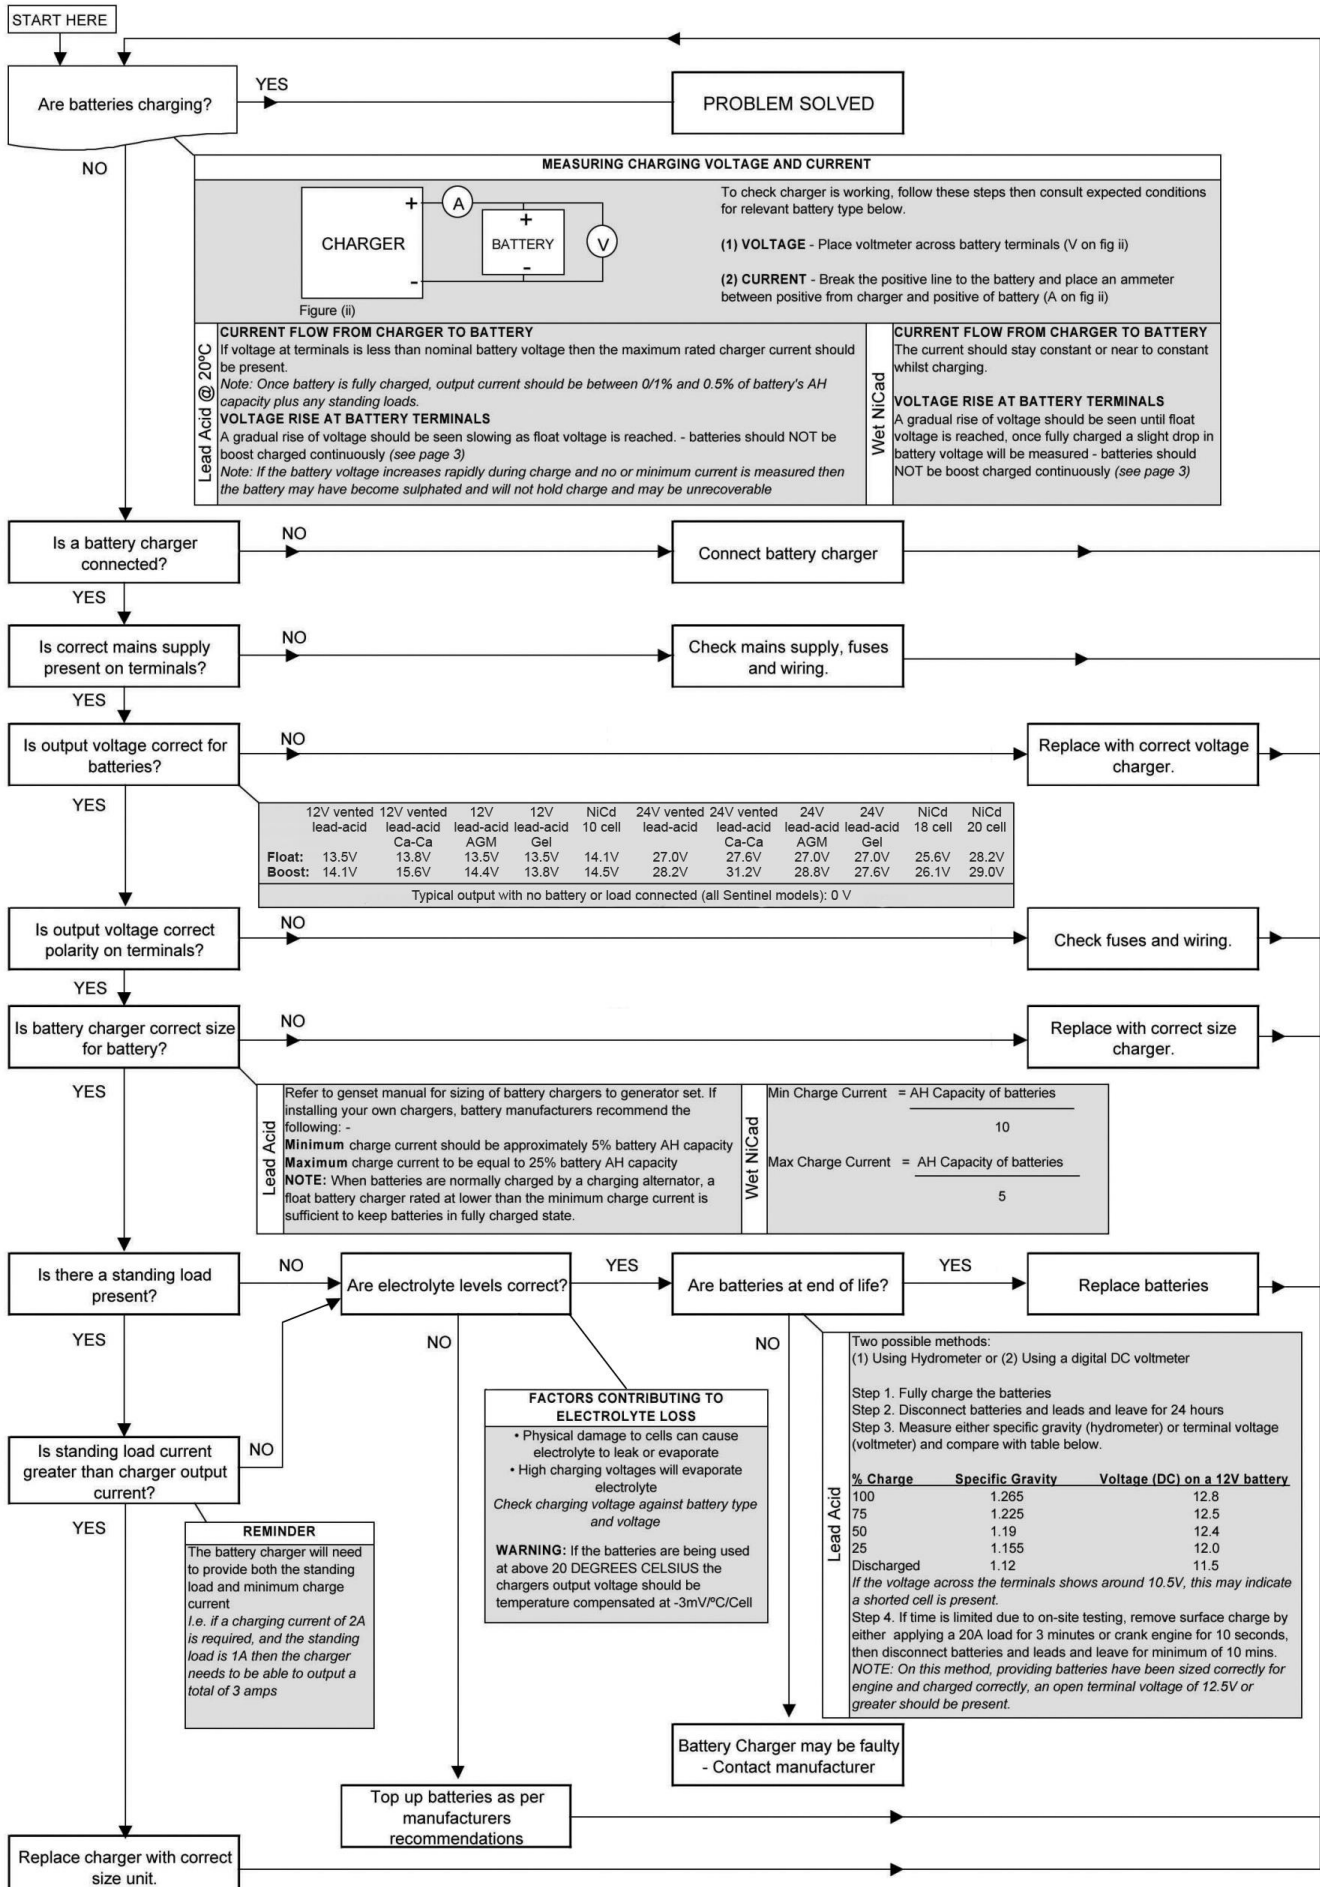 START HERE
Are batteries charging?
YES
PROBLEM SOLVED
NO
MEASURING CHARGING VOLTAGE AND CURRENT
CHARGER
+
-
A
+
BATTERY
-
V
Figure (ii)
To check charger is working, follow these steps then consult expected conditions
for relevant battery type below.
(1) VOLTAGE - Place voltmeter across battery terminals (V on fig ii)
(2) CURRENT - Break the positive line to the battery and place an ammeter
between positive from charger and positive of battery (A on fig ii)
Lead Acid @ 20ºC
CURRENT FLOW FROM CHARGER TO BATTERY
If voltage at terminals is less than nominal battery voltage then the maximum rated charger current should
be present.
Note: Once battery is fully charged, output current should be between 0/1% and 0.5% of battery's AH
capacity plus any standing loads.
VOLTAGE RISE AT BATTERY TERMINALS
A gradual rise of voltage should be seen slowing as float voltage is reached. - batteries should NOT be
boost charged continuously (see page 3)
Note: If the battery voltage increases rapidly during charge and no or minimum current is measured then
the battery may have become sulphated and will not hold charge and may be unrecoverable
Wet NiCad
CURRENT FLOW FROM CHARGER TO BATTERY
The current should stay constant or near to constant
whilst charging.
VOLTAGE RISE AT BATTERY TERMINALS
A gradual rise of voltage should be seen until float
voltage is reached, once fully charged a slight drop in
battery voltage will be measured - batteries should
NOT be boost charged continuously (see page 3)
Is a battery charger
connected?
NO
Connect battery charger
YES
Is correct mains supply
present on terminals?
NO
Check mains supply, fuses
and wiring.
YES
Is output voltage correct for
batteries?
NO
Replace with correct voltage
charger.
YES
12V vented 12V vented 12V 12V NiCd 24V vented 24V vented 24V 24V NiCd NiCd
lead-acid lead-acid lead-acid lead-acid 10 cell lead-acid lead-acid lead-acid lead-acid 18 cell 20 cell
Ca-Ca AGM Gel Ca-Ca AGM Gel
Float: 13.5V 13.8V 13.5V 13.5V 14.1V 27.0V 27.6V 27.0V 27.0V 25.6V 28.2V
Boost: 14.1V 15.6V 14.4V 13.8V 14.5V 28.2V 31.2V 28.8V 27.6V 26.1V 29.0V
Typical output with no battery or load connected (all Sentinel models): 0 V
Is output voltage correct
polarity on terminals?
NO
Check fuses and wiring.
YES
Is battery charger correct size
for battery?
NO
Replace with correct size
charger.
YES
Lead Acid
Refer to genset manual for sizing of battery chargers to generator set. If
installing your own chargers, battery manufacturers recommend the
following: -
Minimum charge current should be approximately 5% battery AH capacity
Maximum charge current to be equal to 25% battery AH capacity
NOTE: When batteries are normally charged by a charging alternator, a
float battery charger rated at lower than the minimum charge current is
sufficient to keep batteries in fully charged state.
Wet NiCad
Min Charge Current = AH Capacity of batteries
10
Max Charge Current = AH Capacity of batteries
5
Is there a standing load
present?
NO
Are electrolyte levels correct?
YES
Are batteries at end of life?
YES
Replace batteries
YES
NO
NO
Lead Acid
Two possible methods:
(1) Using Hydrometer or (2) Using a digital DC voltmeter
Step 1. Fully charge the batteries
Step 2. Disconnect batteries and leads and leave for 24 hours
Step 3. Measure either specific gravity (hydrometer) or terminal voltage
(voltmeter) and compare with table below.
% Charge Specific Gravity Voltage (DC) on a 12V battery
100 1.265 12.8
75 1.225 12.5
50 1.19 12.4
25 1.155 12.0
Discharged 1.12 11.5
If the voltage across the terminals shows around 10.5V, this may indicate
a shorted cell is present.
Step 4. If time is limited due to on-site testing, remove surface charge by
either applying a 20A load for 3 minutes or crank engine for 10 seconds,
then disconnect batteries and leads and leave for minimum of 10 mins.
NOTE: On this method, providing batteries have been sized correctly for
engine and charged correctly, an open terminal voltage of 12.5V or
greater should be present.
FACTORS CONTRIBUTING TO
ELECTROLYTE LOSS
• Physical damage to cells can cause
electrolyte to leak or evaporate
• High charging voltages will evaporate
electrolyte
Check charging voltage against battery type
and voltage
WARNING: If the batteries are being used
at above 20 DEGREES CELSIUS the
chargers output voltage should be
temperature compensated at -3mV/ºC/Cell
Is standing load current
greater than charger output
current?
NO
YES
REMINDER
The battery charger will need
to provide both the standing
load and minimum charge
current
I.e. if a charging current of 2A
is required, and the standing
load is 1A then the charger
needs to be able to output a
total of 3 amps
Battery Charger may be faulty
- Contact manufacturer
Top up batteries as per
manufacturers
recommendations
Replace charger with correct
size unit.